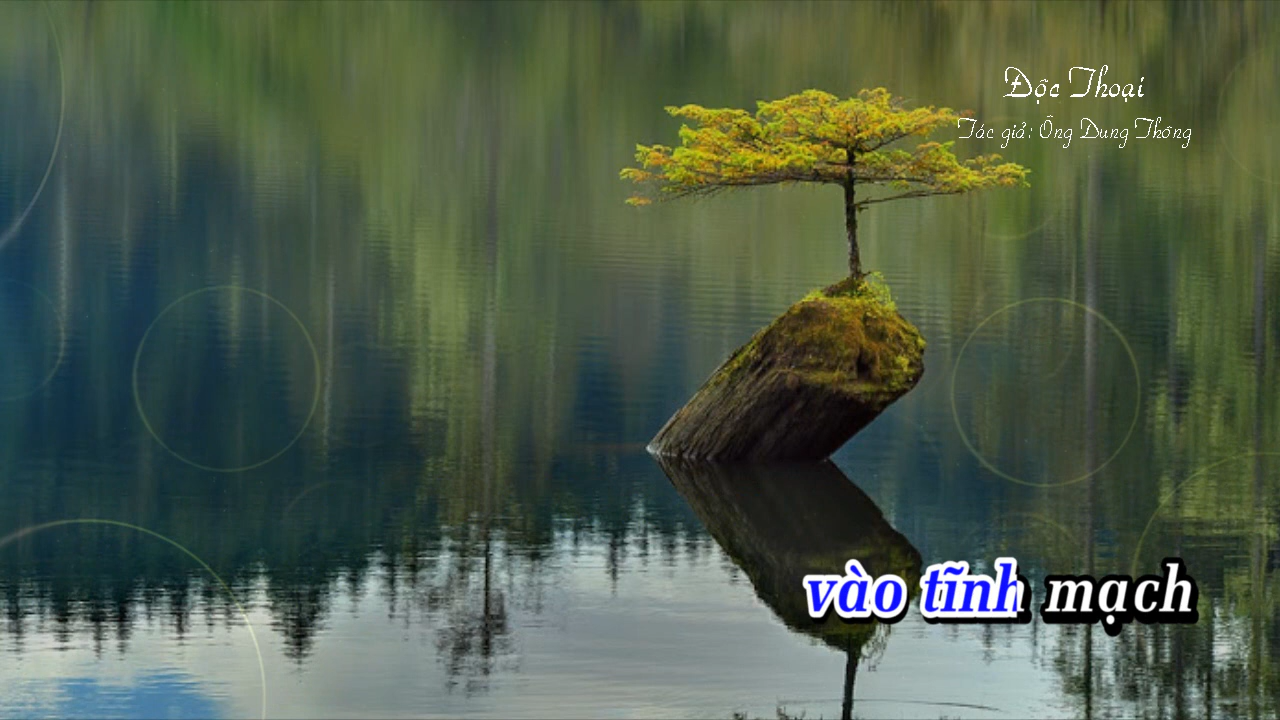 Độc Thoại
Tác giả: Ông Dung Thông
vào tĩnh mạch